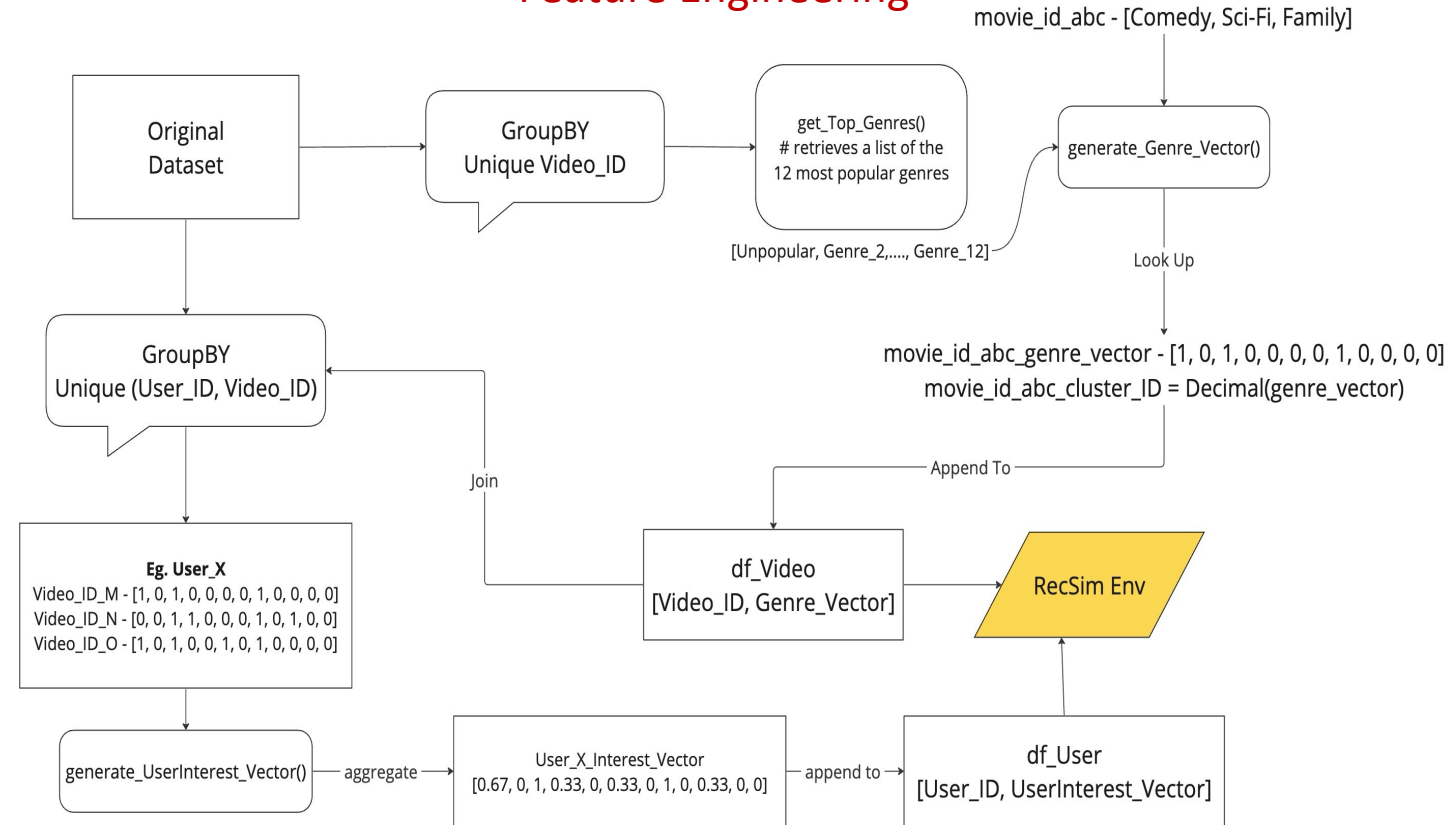 Feature Engineering
movie_id_abc - [Comedy, Sci-Fi, Family]
Original
Dataset
GroupBY
Unique Video_ID
get_Top_Genres()
# retrieves a list of the
12 most popular genres
generate_Genre_Vector()
[Unpopular, Genre_2,...., Genre_12]
Look Up
GroupBY
Unique (User_ID, Video_ID)
movie_id_abc_genre_vector - [1, 0, 1, 0, 0, 0, 0, 1, 0, 0, 0, 0]
movie_id_abc_cluster_ID = Decimal(genre_vector)
Append To
Join
Eg. User_X
Video_ID_M - [1, 0, 1, 0, 0, 0, 0, 1, 0, 0, 0, 0]
Video_ID_N - [0, 0, 1, 1, 0, 0, 0, 1, 0, 1, 0, 0]
Video_ID_O - [1, 0, 1, 0, 0, 1, 0, 1, 0, 0, 0, 0]
df_Video
[Video_ID, Genre_Vector]
RecSim Env
generate_UserInterest_Vector()
aggregate
User_X_Interest_Vector
[0.67, 0, 1, 0.33, 0, 0.33, 0, 1, 0, 0.33, 0, 0]
append to
df_User
[User_ID, UserInterest_Vector]